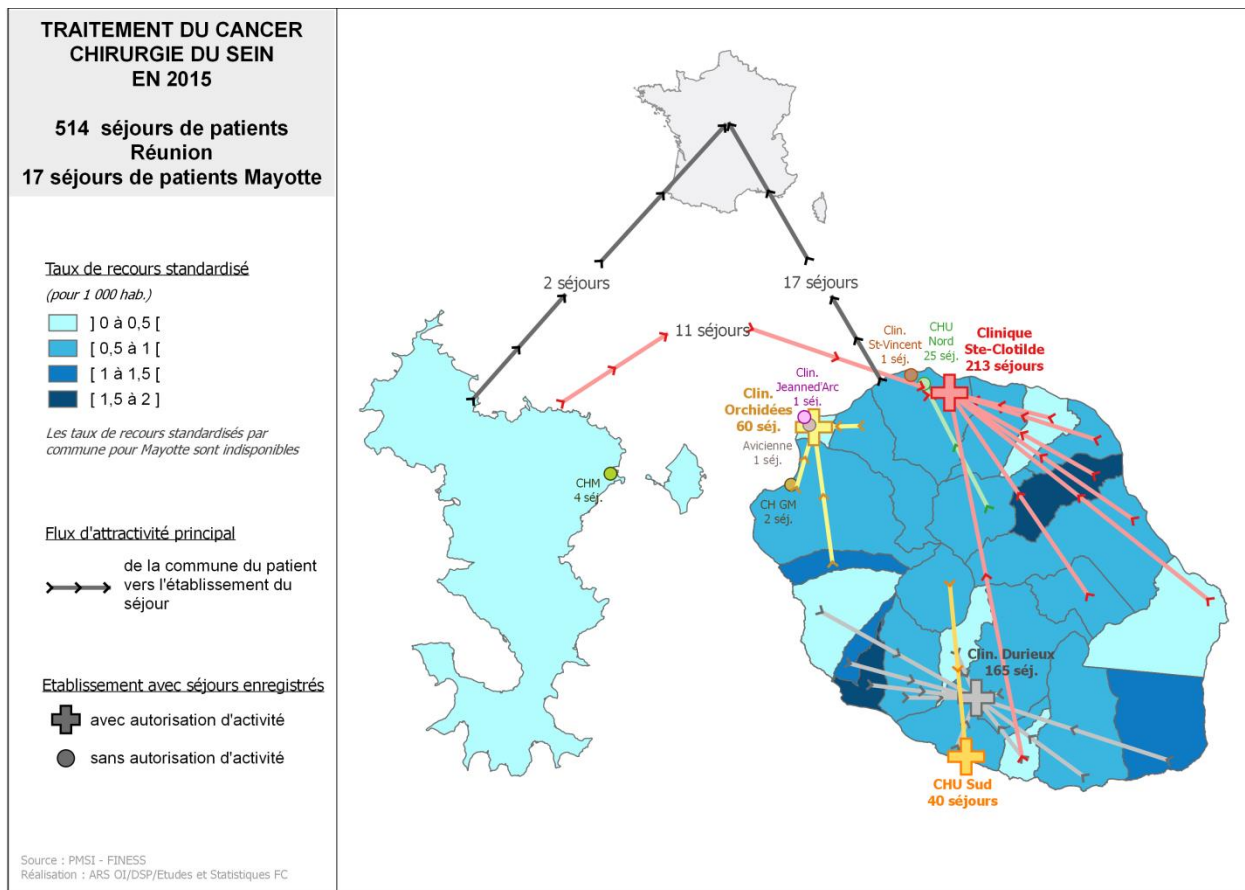 TRAITEMENT DU CANCER
CHIRURGIE DU SEIN
EN 2015
514 séjours de patients
Réunion
17 séjours de patients Mayotte
Taux de recours standardisé
(pour 1 000 hab.)
] 0 à 0,5 [
[ 0,5 à 1 [
[ 1 à 1,5 [
[ 1,5 à 2 ]
Les taux de recours standardisés par
commune pour Mayotte sont indisponibles
Flux d'attractivité principal
de la commune du patient
vers l'établissement du
séjour
Etablissement avec séjours enregistrés
avec autorisation d'activité
sans autorisation d'activité
Source : PMSI - FINESS
Réalisation : ARS OI/DSP/Etudes et Statistiques FC
2 séjours
17 séjours
11 séjours
Clin.
St-Vincent
1 séj.
CHU
Nord
25 séj.
Clinique
Ste-Clotilde
213 séjours
Clin.
Jeanned'Arc
1 séj.
Clin.
Orchidées
60 séj.
Avicienne
1 séj.
CHM
4 séj.
CH GM
2 séj.
Clin. Durieux
165 séj.
CHU Sud
40 séjours